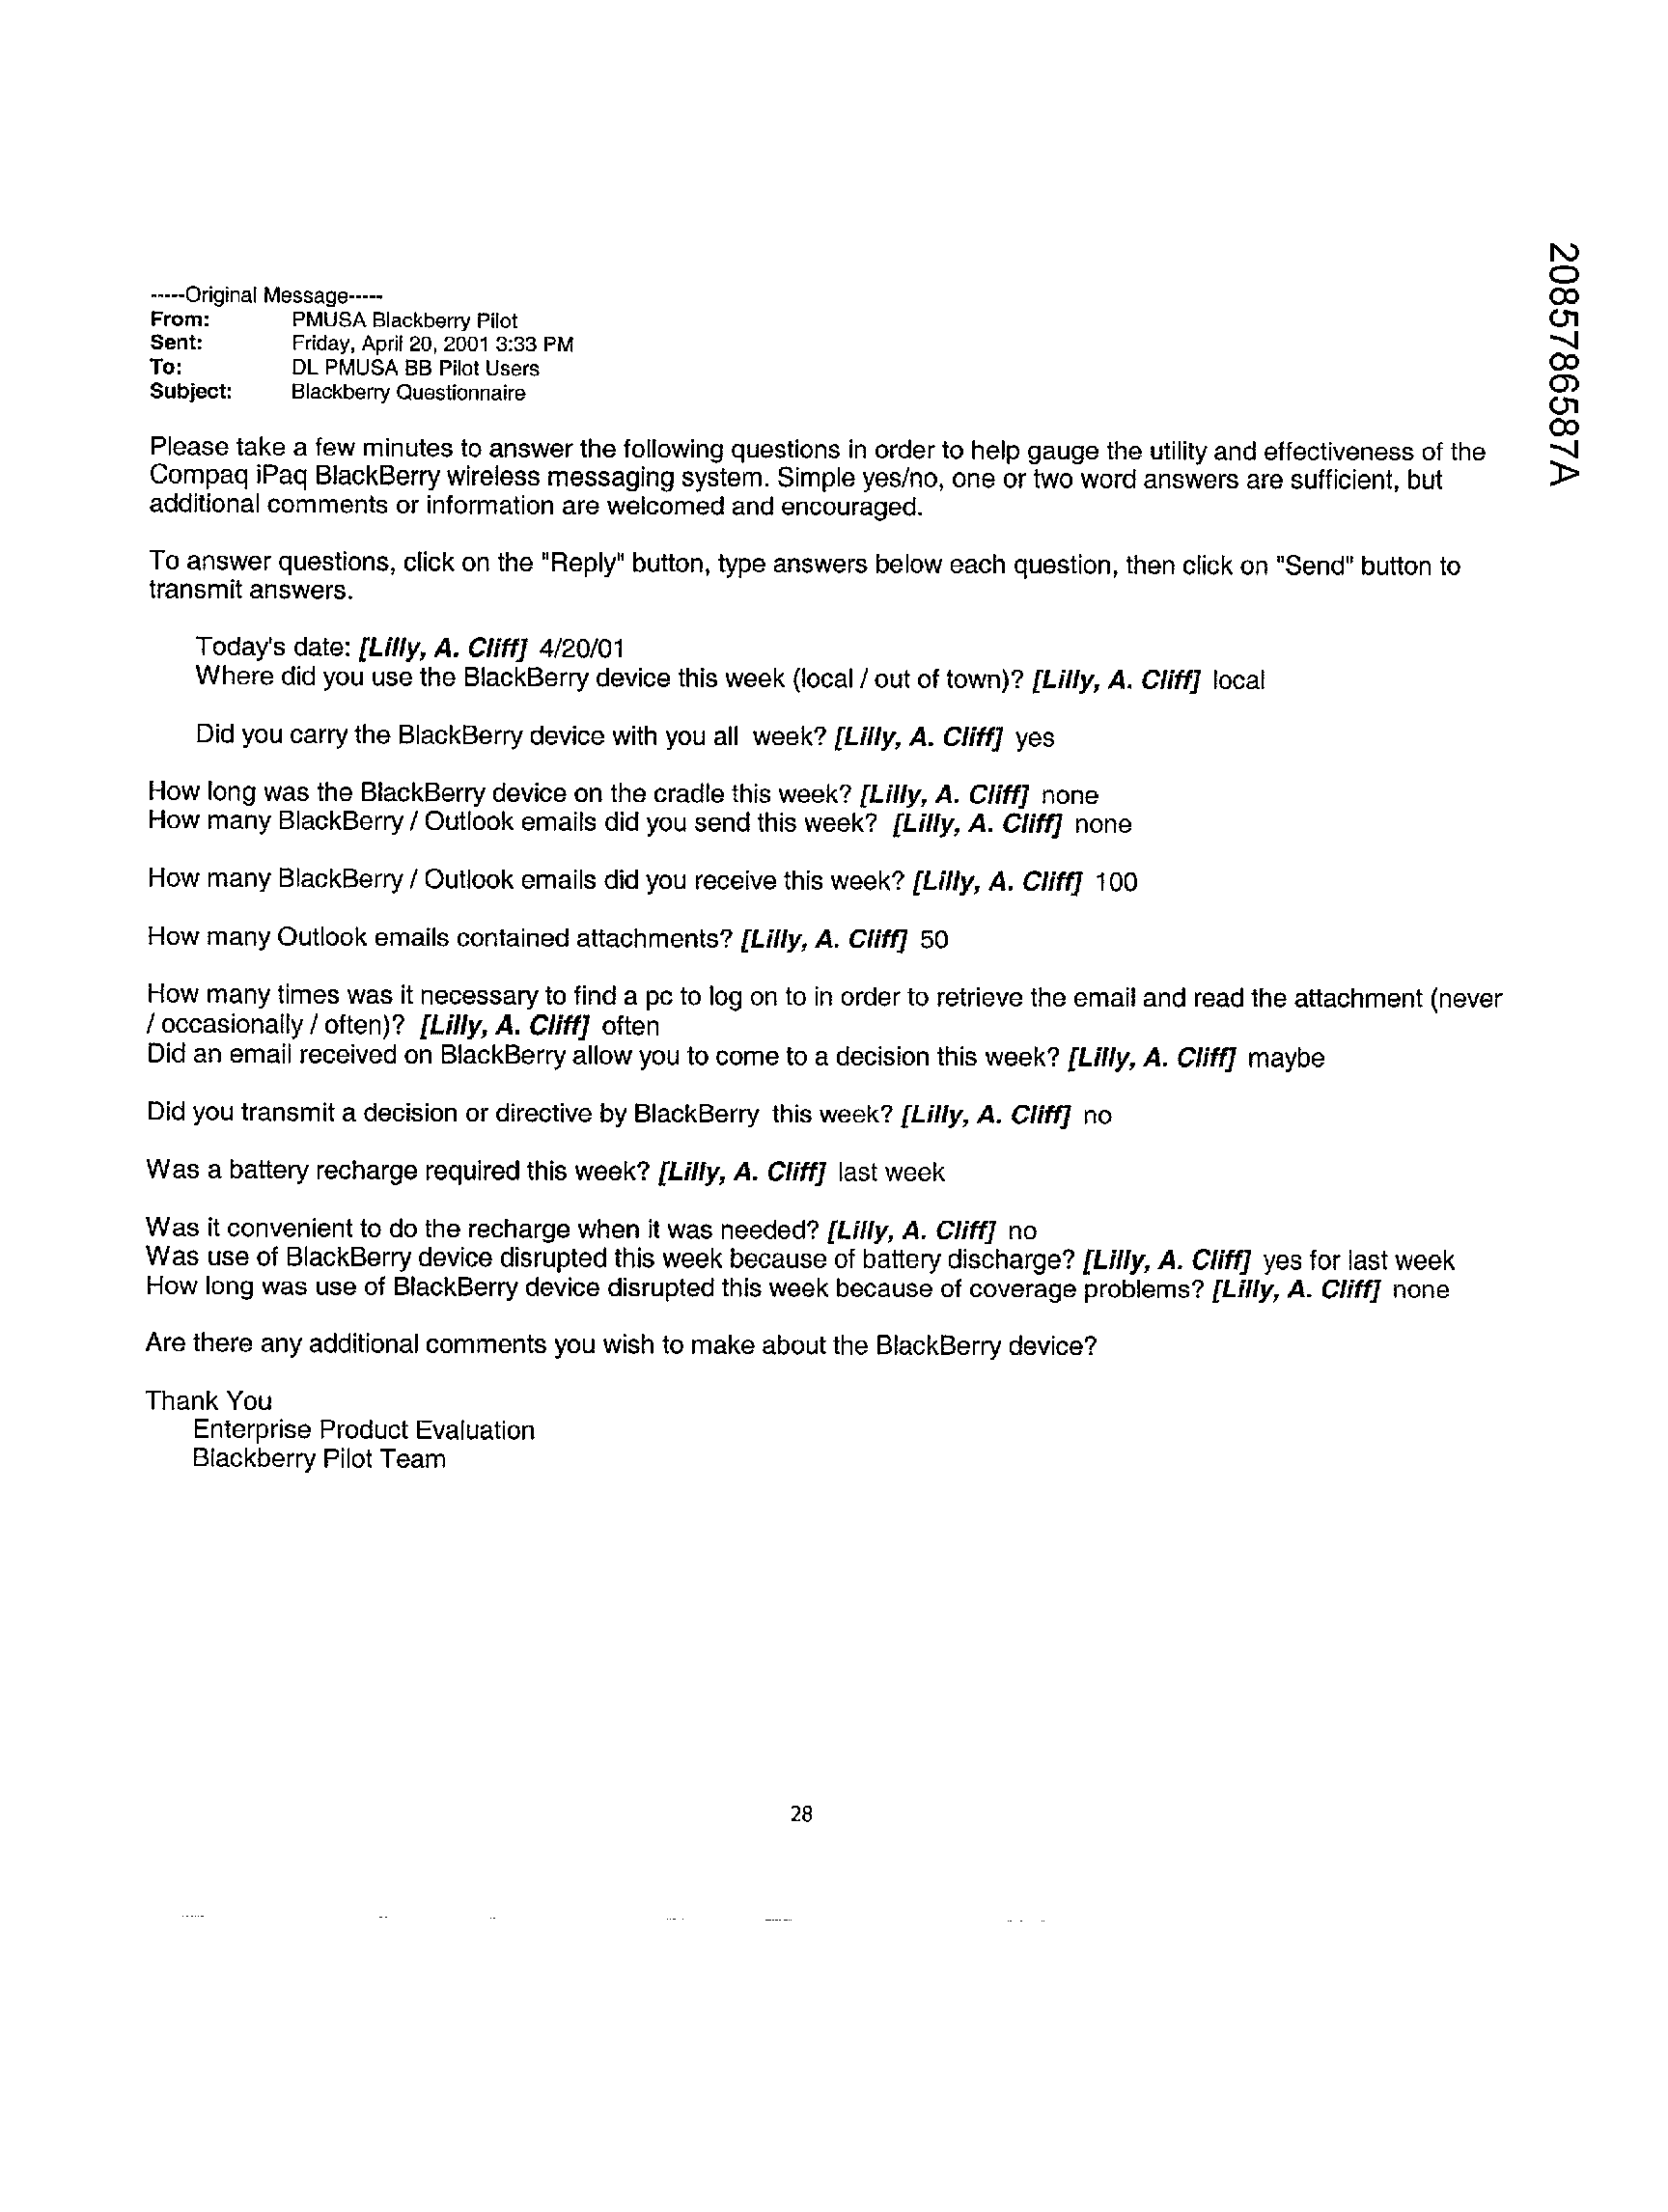 -----Original Message-----
From: PMUSA Blackberry Pilot
Sent: Friday, April 20, 2001 3:33 PM
To: DL PMUSA BB Pilot Users
Subject: Blackberry Questionnaire
Please take a few minutes to answer the following questions in order to help gauge the utility and effectiveness of the
Compaq iPaq BlackBerry wireless messaging system. Simple yes/no, one or two word answers are sufficient, but
additional comments or information are welcomed and encouraged.
To answer questions, click on the "Reply" button, type answers below each question, then click on "Send" button to
transmit answers.
Today's date: [Lilly, A. Cliff] 4/20/01
Where did you use the BlackBerry device this week (local / out of town)? [Lilly, A. Cliff] local
Did you carry the BlackBerry device with you all week? [Lilly, A. Cliff] yes
How long was the BlackBerry device on the cradle this week? [Lilly, A. Cliff] none
How many BlackBerry / Outlook emails did you send this week? [Lilly, A. Cliff] none
How many BlackBerry / Outlook emails did you receive this week? [Lilly, A. Cliff] 100
How many Outlook emails contained attachments? [Lilly, A. Cliff] 50
How many times was it necessary to find a pc to log on to in order to retrieve the email and read the attachment (never
/ occasionally / often)? [Lilly, A. Cliff] often
Did an email received on BlackBerry allow you to come to a decision this week? [Lilly, A. Cliff] maybe
Did you transmit a decision or directive by BlackBerry this week? [Lilly, A. Cliff] no
Was a battery recharge required this week? [Lilly, A. Cliff] last week
Was it convenient to do the recharge when it was needed? [Lilly, A. Cliff] no
Was use of BlackBerry device disrupted this week because of battery discharge? [Lilly, A. Cliff] yes for last week
How long was use of BlackBerry device disrupted this week because of coverage problems? [Lilly, A. Cliff] none
Are there any additional comments you wish to make about the BlackBerry device?
Thank You
Enterprise Product Evaluation
Blackberry Pilot Team
28
2085786587A